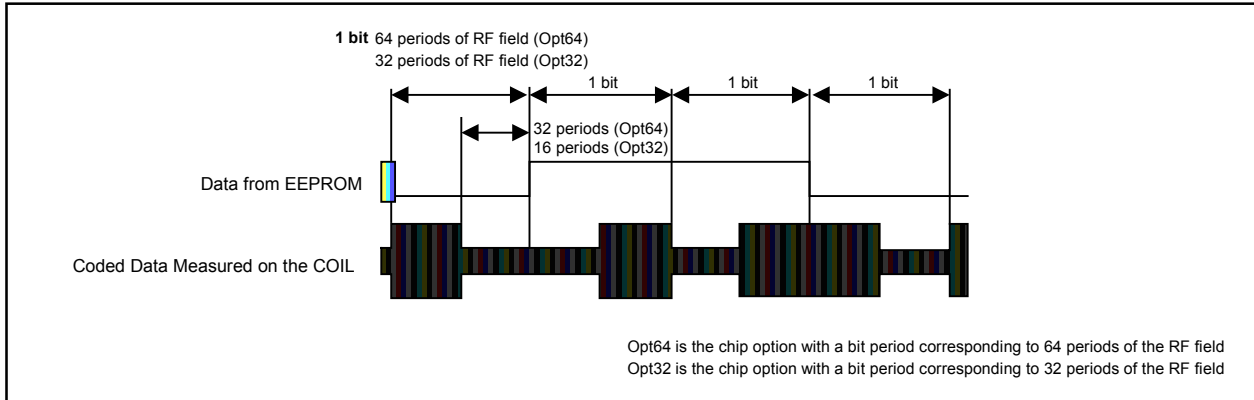 1 bit 64 periods of RF field (Opt64)
32 periods of RF field (Opt32)
1 bit
1 bit
1 bit
32 periods (Opt64)
16 periods (Opt32)
Data from EEPROM
Coded Data Measured on the COIL
Opt64 is the chip option with a bit period corresponding to 64 periods of the RF field
Opt32 is the chip option with a bit period corresponding to 32 periods of the RF field